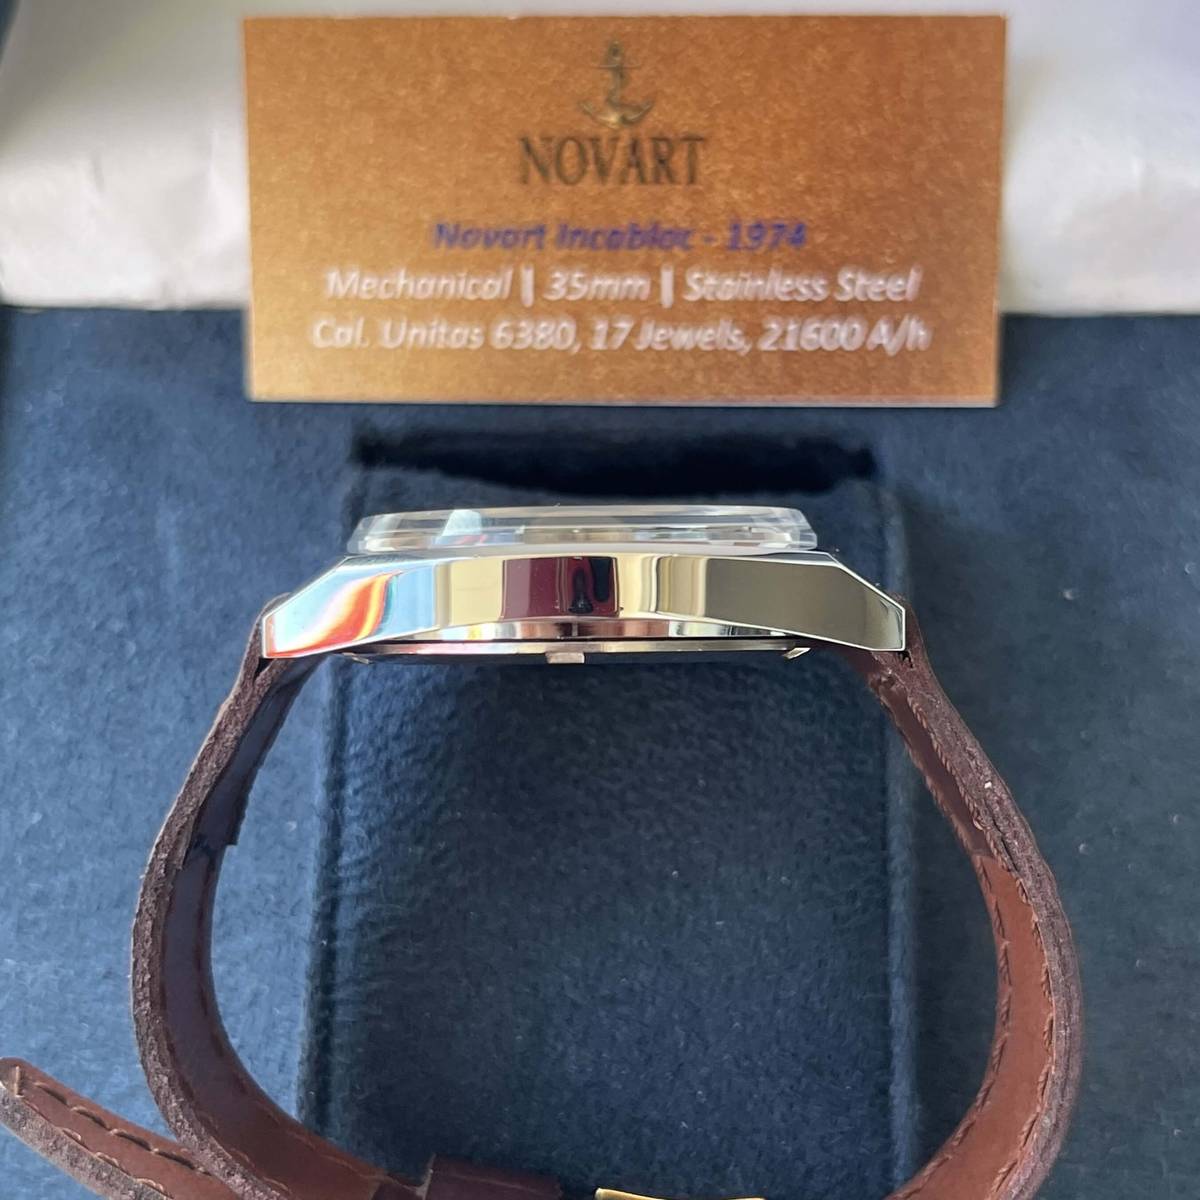 NOVART
Novart Incabloc - 1974
Mechanical | 35mm | Stainless Steel
Cal. Unitas 6380, 17 Jewels, 21600 A/h